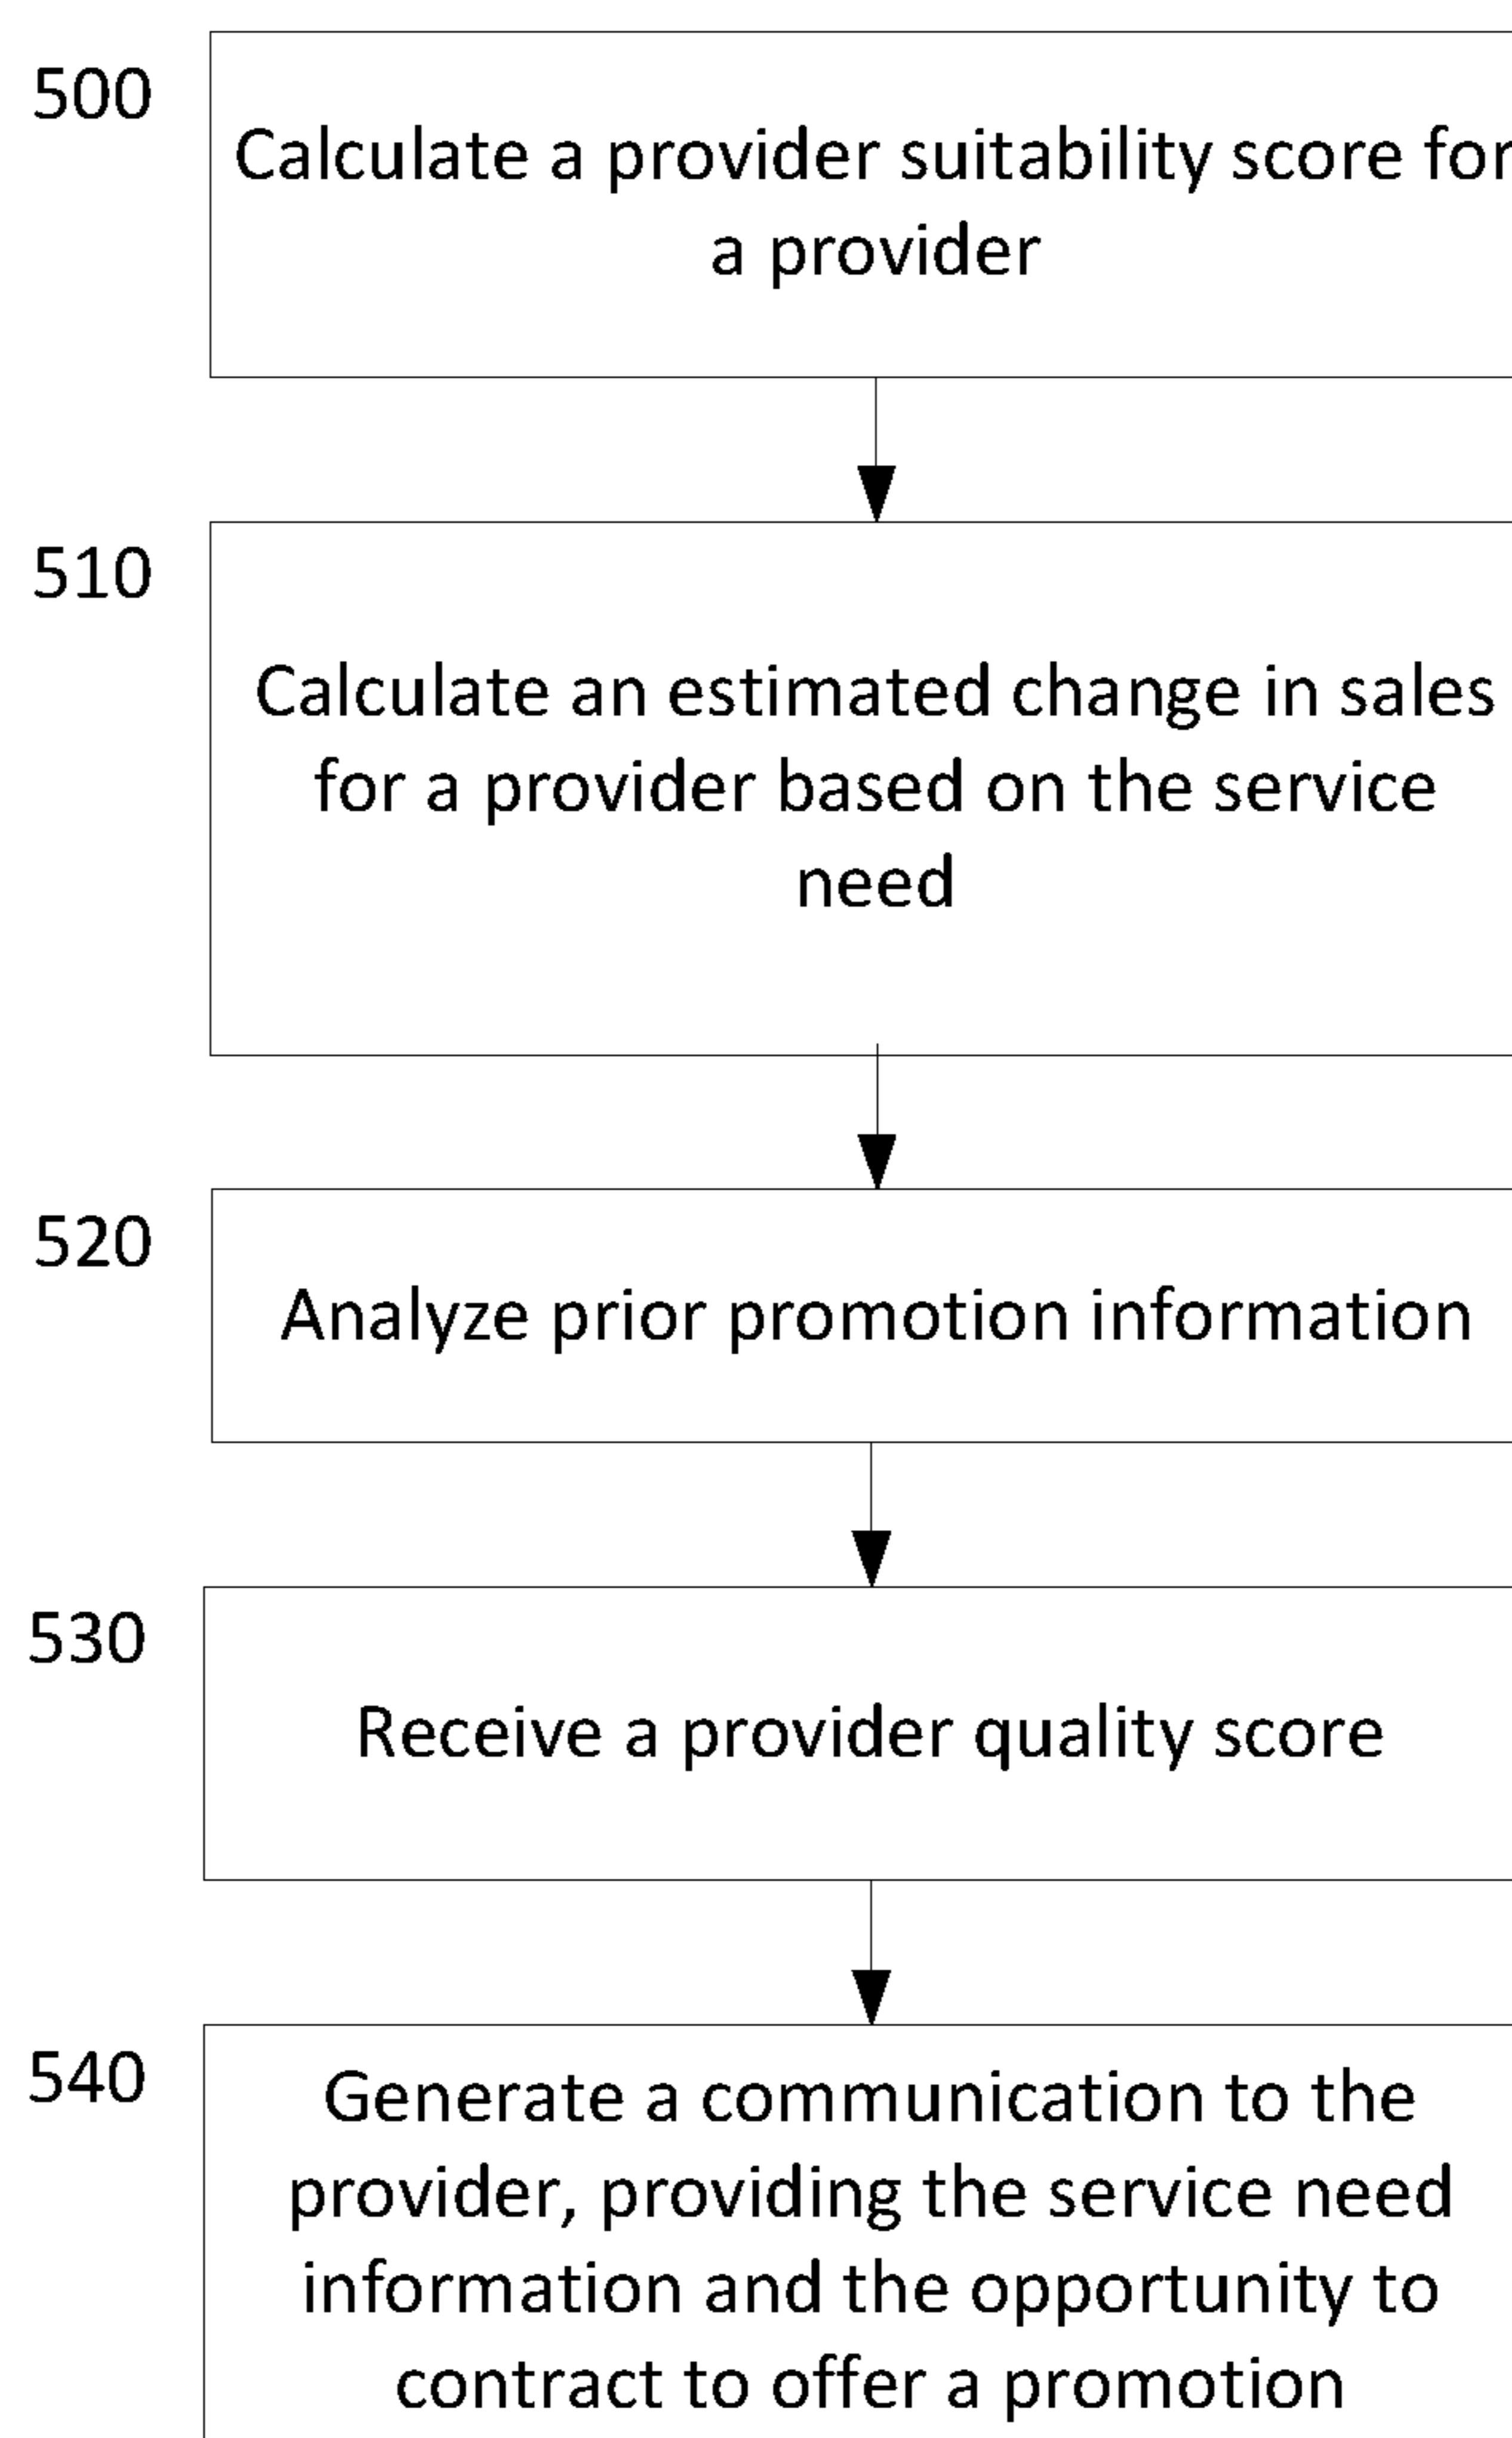 500
Calculate a provider suitability score for
a provider
510
Calculate an estimated change in sales
for a provider based on the service
need
520
Analyze prior promotion information
530
Receive a provider quality score
540
Generate a communication to the
provider, providing the service need
information and the opportunity to
contract to offer a promotion